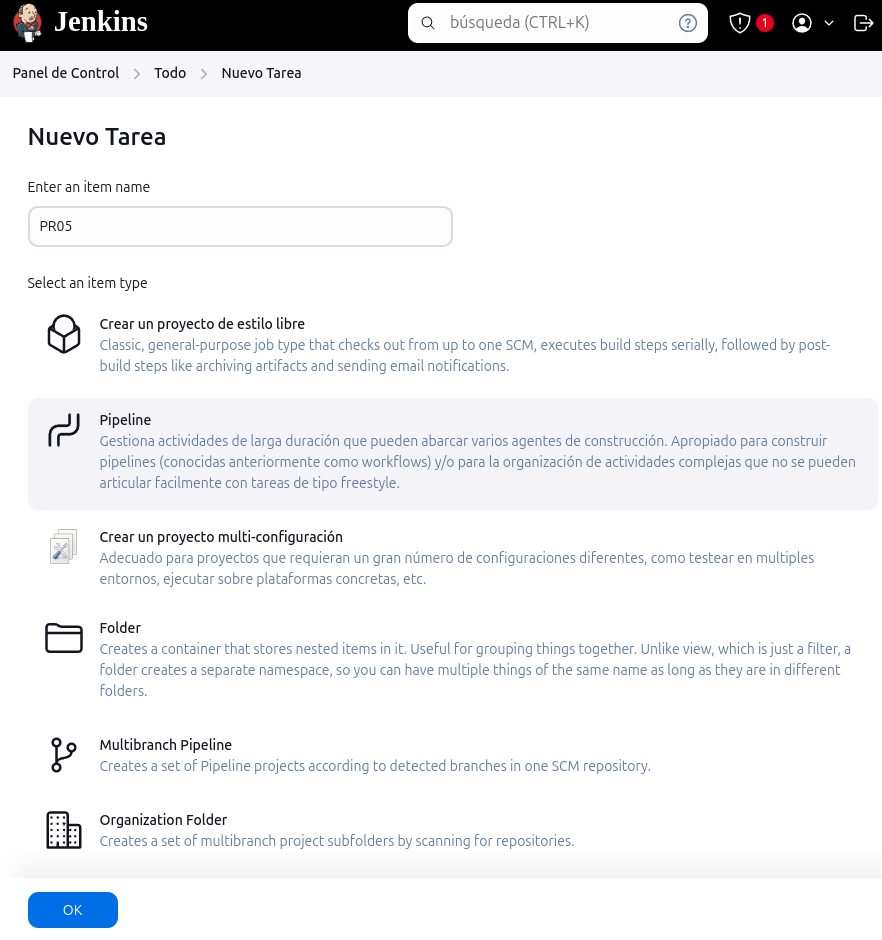 Jenkins
búsqueda (CTRL+K)
?
1
Panel de Control > Todo > Nuevo Tarea
Nuevo Tarea
Enter an item name
PR05
Select an item type
Crear un proyecto de estilo libre
Classic, general-purpose job type that checks out from up to one SCM, executes build steps serially, followed by post-
build steps like archiving artifacts and sending email notifications.
Pipeline
Gestiona actividades de larga duración que pueden abarcar varios agentes de construcción. Apropiado para construir
pipelines (conocidas anteriormente como workflows) y/o para la organización de actividades complejas que no se pueden
articular facilmente con tareas de tipo freestyle.
Crear un proyecto multi-configuración
Adecuado para proyectos que requieran un gran número de configuraciones diferentes, como testear en multiples
entornos, ejecutar sobre plataformas concretas, etc.
Folder
Creates a container that stores nested items in it. Useful for grouping things together. Unlike view, which is just a filter, a
folder creates a separate namespace, so you can have multiple things of the same name as long as they are in different
folders.
Multibranch Pipeline
Creates a set of Pipeline projects according to detected branches in one SCM repository.
Organization Folder
Creates a set of multibranch project subfolders by scanning for repositories.
OK